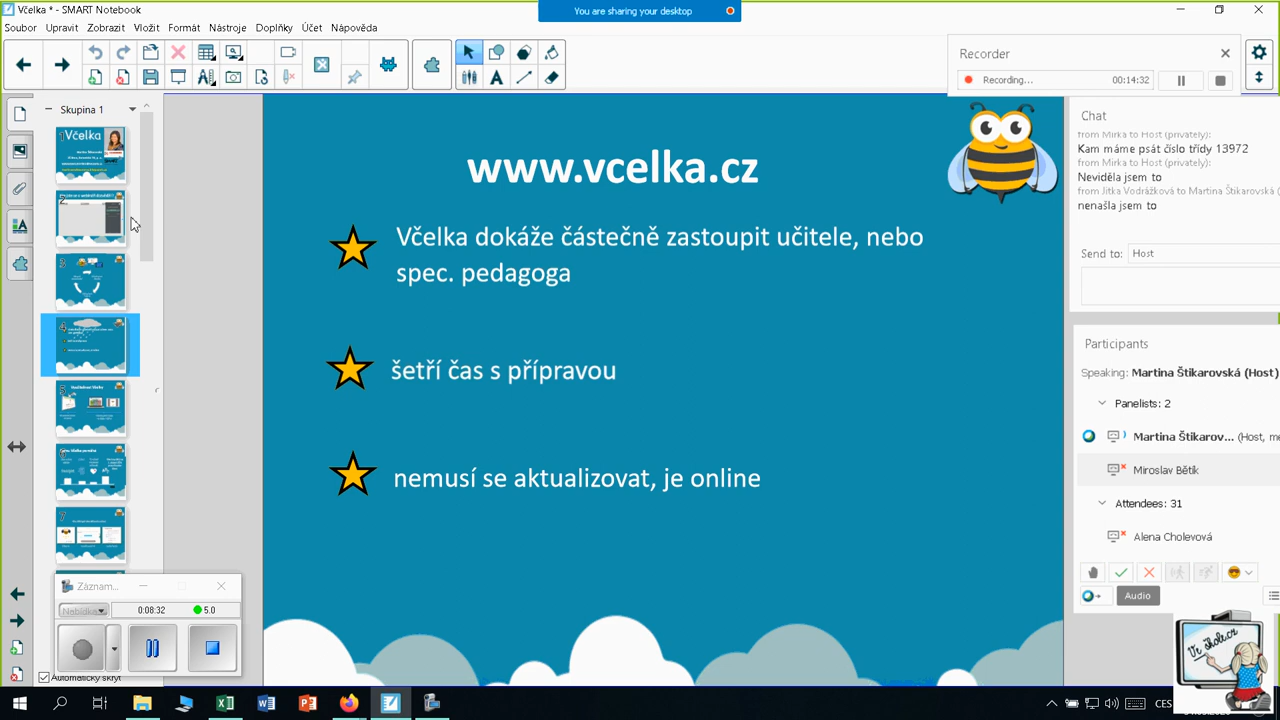 Včelka * - SMART Notebook
You are sharing your desktop
Soubor Upravit Zobrazit Vložit Formát Nástroje Doplňky Účet Nápověda
Recorder
Recording...
00:14:32
Skupina 1
Včelka
www.vcelka.cz
Včelka dokáže částečně zastoupit učitele, nebo
spec. pedagoga
šetří čas s přípravou
nemusí se aktualizovat, je online
Chat
from Mirka to Host (privately):
Kam máme psát číslo třídy 13972
from Mirka to Host (privately):
Neviděla jsem to
from Jitka Vodrážková to Martina Štikarovská (
nenašla jsem to
Send to: Host
Participants
Speaking: Martina Štikarovská (Host)
Panelists: 2
Martina Štikarov... (Host, me
Miroslav Bětík
Attendees: 31
Alena Cholevová
Audio
Záznam...
Nabídka
0:08:32
5.0
Automatický skrýt
Ve škole.cz
CES